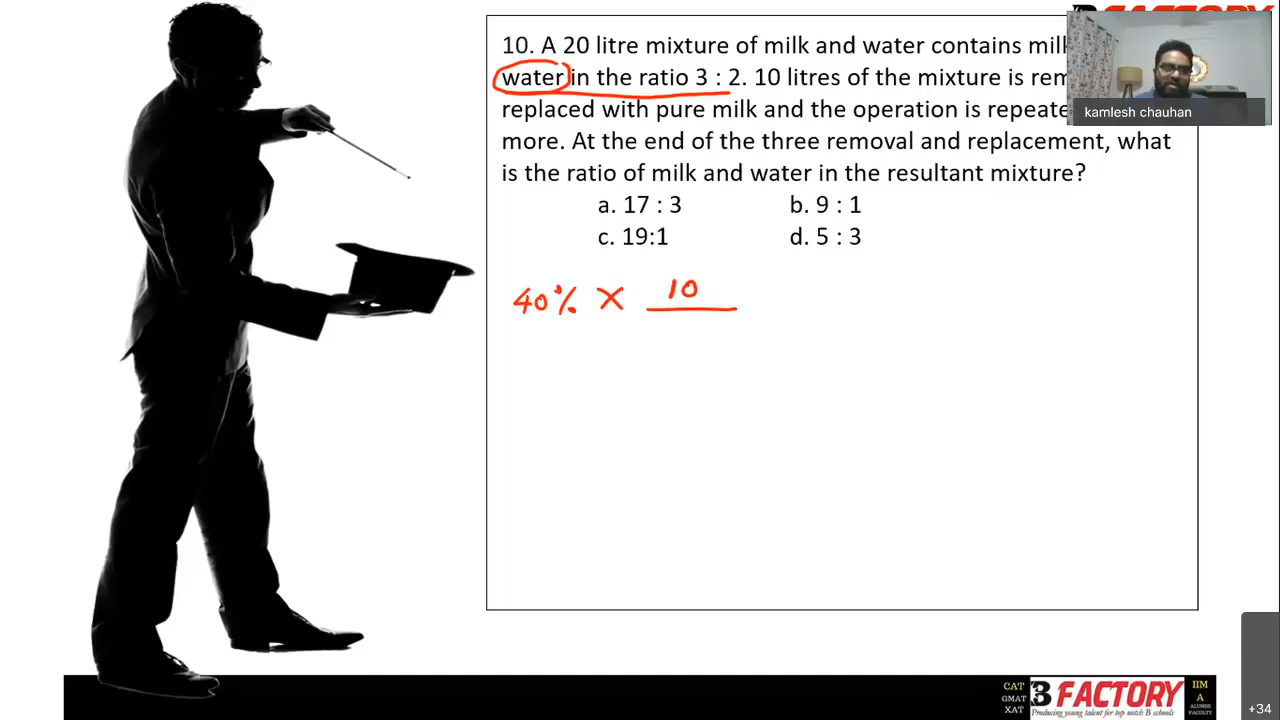 FACTORY
10. A 20 litre mixture of milk and water contains milk
water in the ratio 3 : 2. 10 litres of the mixture is rem
replaced with pure milk and the operation is repeate
more. At the end of the three removal and replacement, what
is the ratio of milk and water in the resultant mixture?
kamlesh chauhan
a. 17 : 3 b. 9 : 1
c. 19:1 d. 5 : 3
40% × 10
CAT
GMAT
XAT
B FACTORY
Producing young talent for top notch B schools
IIM
A
ALUMNI
FACULTY
+34